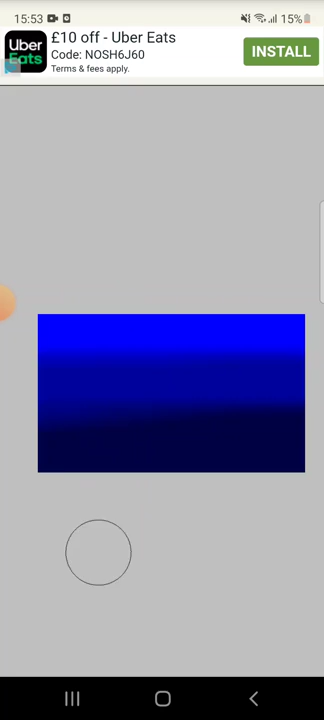 15:53 15%
Uber
Eats
£10 off - Uber Eats
Code: NOSH6J60
Terms & fees apply.
INSTALL